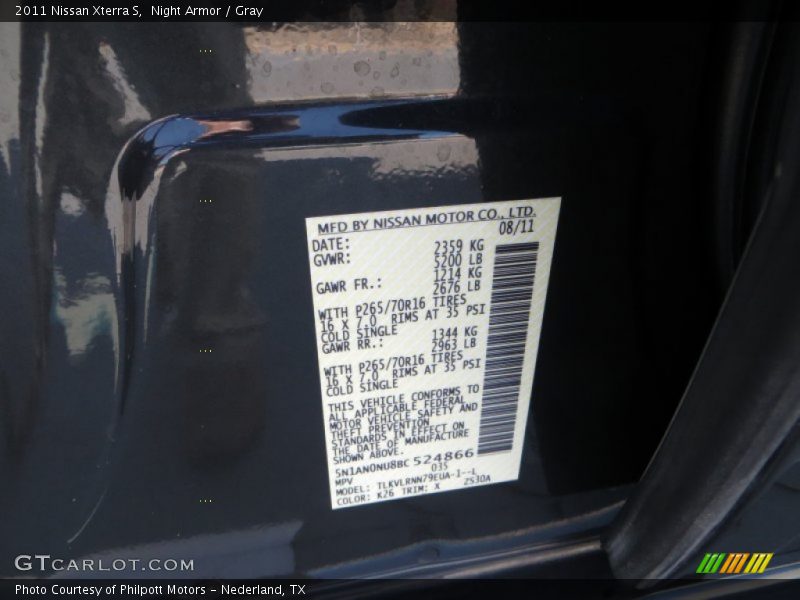 2011 Nissan Xterra S, Night Armor / Gray
MFD BY NISSAN MOTOR CO., LTD.
DATE: 08/11
GVWR: 2359 KG
5200 LB
1214 KG
GAWR FR.: 2676 LB
WITH P265/70R16 TIRES
16 X 7.0 RIMS AT 35 PSI
COLD SINGLE 1344 KG
GAWR RR.: 2963 LB
WITH P265/70R16 TIRES
16 X 7.0 RIMS AT 35 PSI
COLD SINGLE
THIS VEHICLE CONFORMS TO
ALL APPLICABLE FEDERAL
MOTOR VEHICLE SAFETY AND
THEFT PREVENTION
STANDARDS IN EFFECT ON
THE DATE OF MANUFACTURE
SHOWN ABOVE.
5N1AN0NU8BC 524866
MPV 035
MODEL: TLKVLRNN79EUA-1--L
COLOR: K26 TRIM: X 2530A
GTCARLOT.COM
Photo Courtesy of Philpott Motors - Nederland, TX